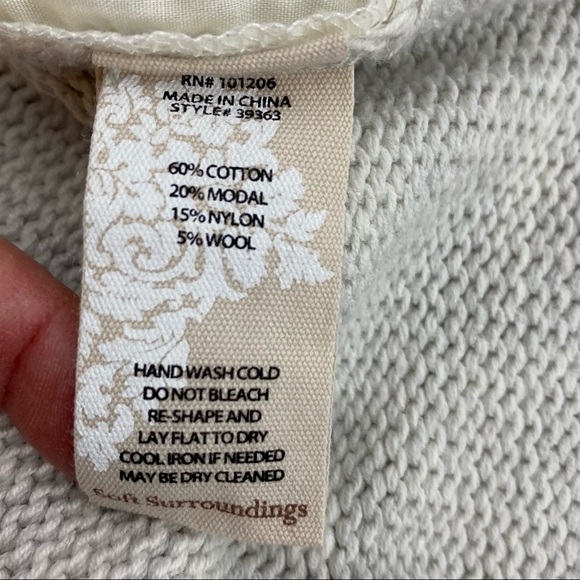 RN# 101206
MADE IN CHINA
STYLE# 39363
60% COTTON
20% MODAL
15% NYLON
5% WOOL
HAND WASH COLD
DO NOT BLEACH
RE-SHAPE AND
LAY FLAT TO DRY
COOL IRON IF NEEDED
MAY BE DRY CLEANED
Soft Surroundings